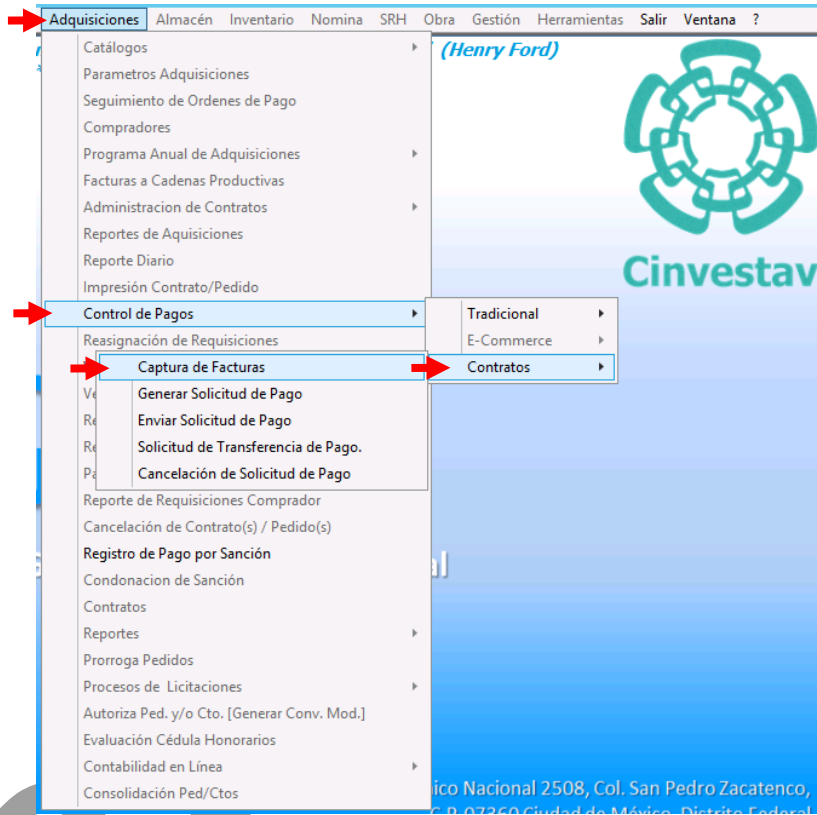 Adquisiciones Almacén Inventario Nomina SRH Obra Gestión Herramientas Salir Ventana ?
(Henry Ford)
Catálogos
Parametros Adquisiciones
Seguimiento de Ordenes de Pago
Compradores
Programa Anual de Adquisiciones
Facturas a Cadenas Productivas
Administracion de Contratos
Reportes de Aquisiciones
Reporte Diario
Impresión Contrato/Pedido
Control de Pagos
Reasignación de Requisiciones
Tradicional
E-Commerce
Contratos
Captura de Facturas
Generar Solicitud de Pago
Enviar Solicitud de Pago
Solicitud de Transferencia de Pago.
Cancelación de Solicitud de Pago
Reporte de Requisiciones Comprador
Cancelación de Contrato(s) / Pedido(s)
Registro de Pago por Sanción
Condonacion de Sanción
Contratos
Reportes
Prorroga Pedidos
Procesos de Licitaciones
Autoriza Ped. y/o Cto. [Generar Conv. Mod.]
Evaluación Cédula Honorarios
Contabilidad en Línea
Consolidación Ped/Ctos
Cinvestav
Nacional 2508, Col. San Pedro Zacatenco,
07360 Ciudad de México, Distrito Federal